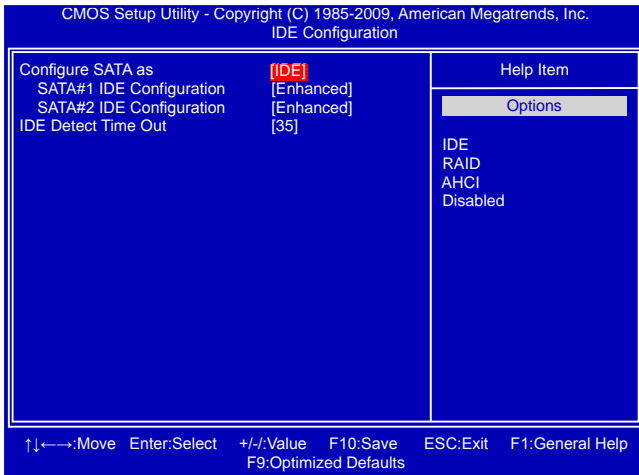 CMOS Setup Utility - Copyright (C) 1985-2009, American Megatrends, Inc.
IDE Configuration
Configure SATA as [IDE]
SATA#1 IDE Configuration [Enhanced]
SATA#2 IDE Configuration [Enhanced]
IDE Detect Time Out [35]
Help Item
Options
IDE
RAID
AHCI
Disabled
↑↓←→:Move Enter:Select +/-/:Value F10:Save ESC:Exit F1:General Help
F9:Optimized Defaults